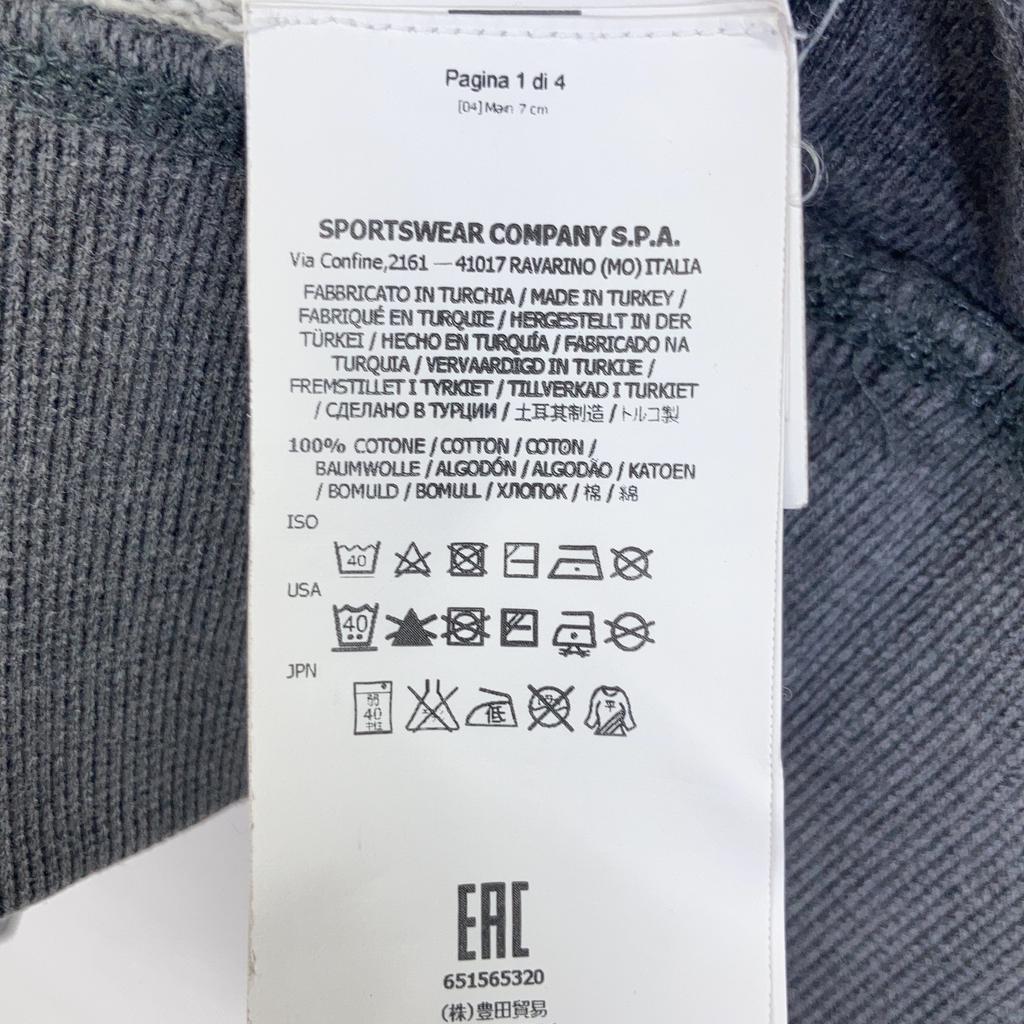 Pagina 1 di 4
[04] Main 7 cm
SPORTSWEAR COMPANY S.P.A.
Via Confine,2161 — 41017 RAVARINO (MO) ITALIA
FABBRICATO IN TURCHIA / MADE IN TURKEY /
FABRIQUÉ EN TURQUIE / HERGESTELLT IN DER
TÜRKEI / HECHO EN TURQUÍA / FABRICADO NA
TURQUIA / VERVAARDIGD IN TURKIJE /
FREMSTILLET I TYRKIET / TILLVERKAD I TURKIET
/ СДЕЛАНО В ТУРЦИИ / 土耳其制造 / トルコ製
100% COTONE / COTTON / COTON /
BAUMWOLLE / ALGODÓN / ALGODÃO / KATOEN
/ BOMULD / BOMULL / ХЛОПОК / 棉 / 綿
ISO
40
USA
40
JPN
弱
40
中性
低
平
EAC
651565320
(株)豊田貿易